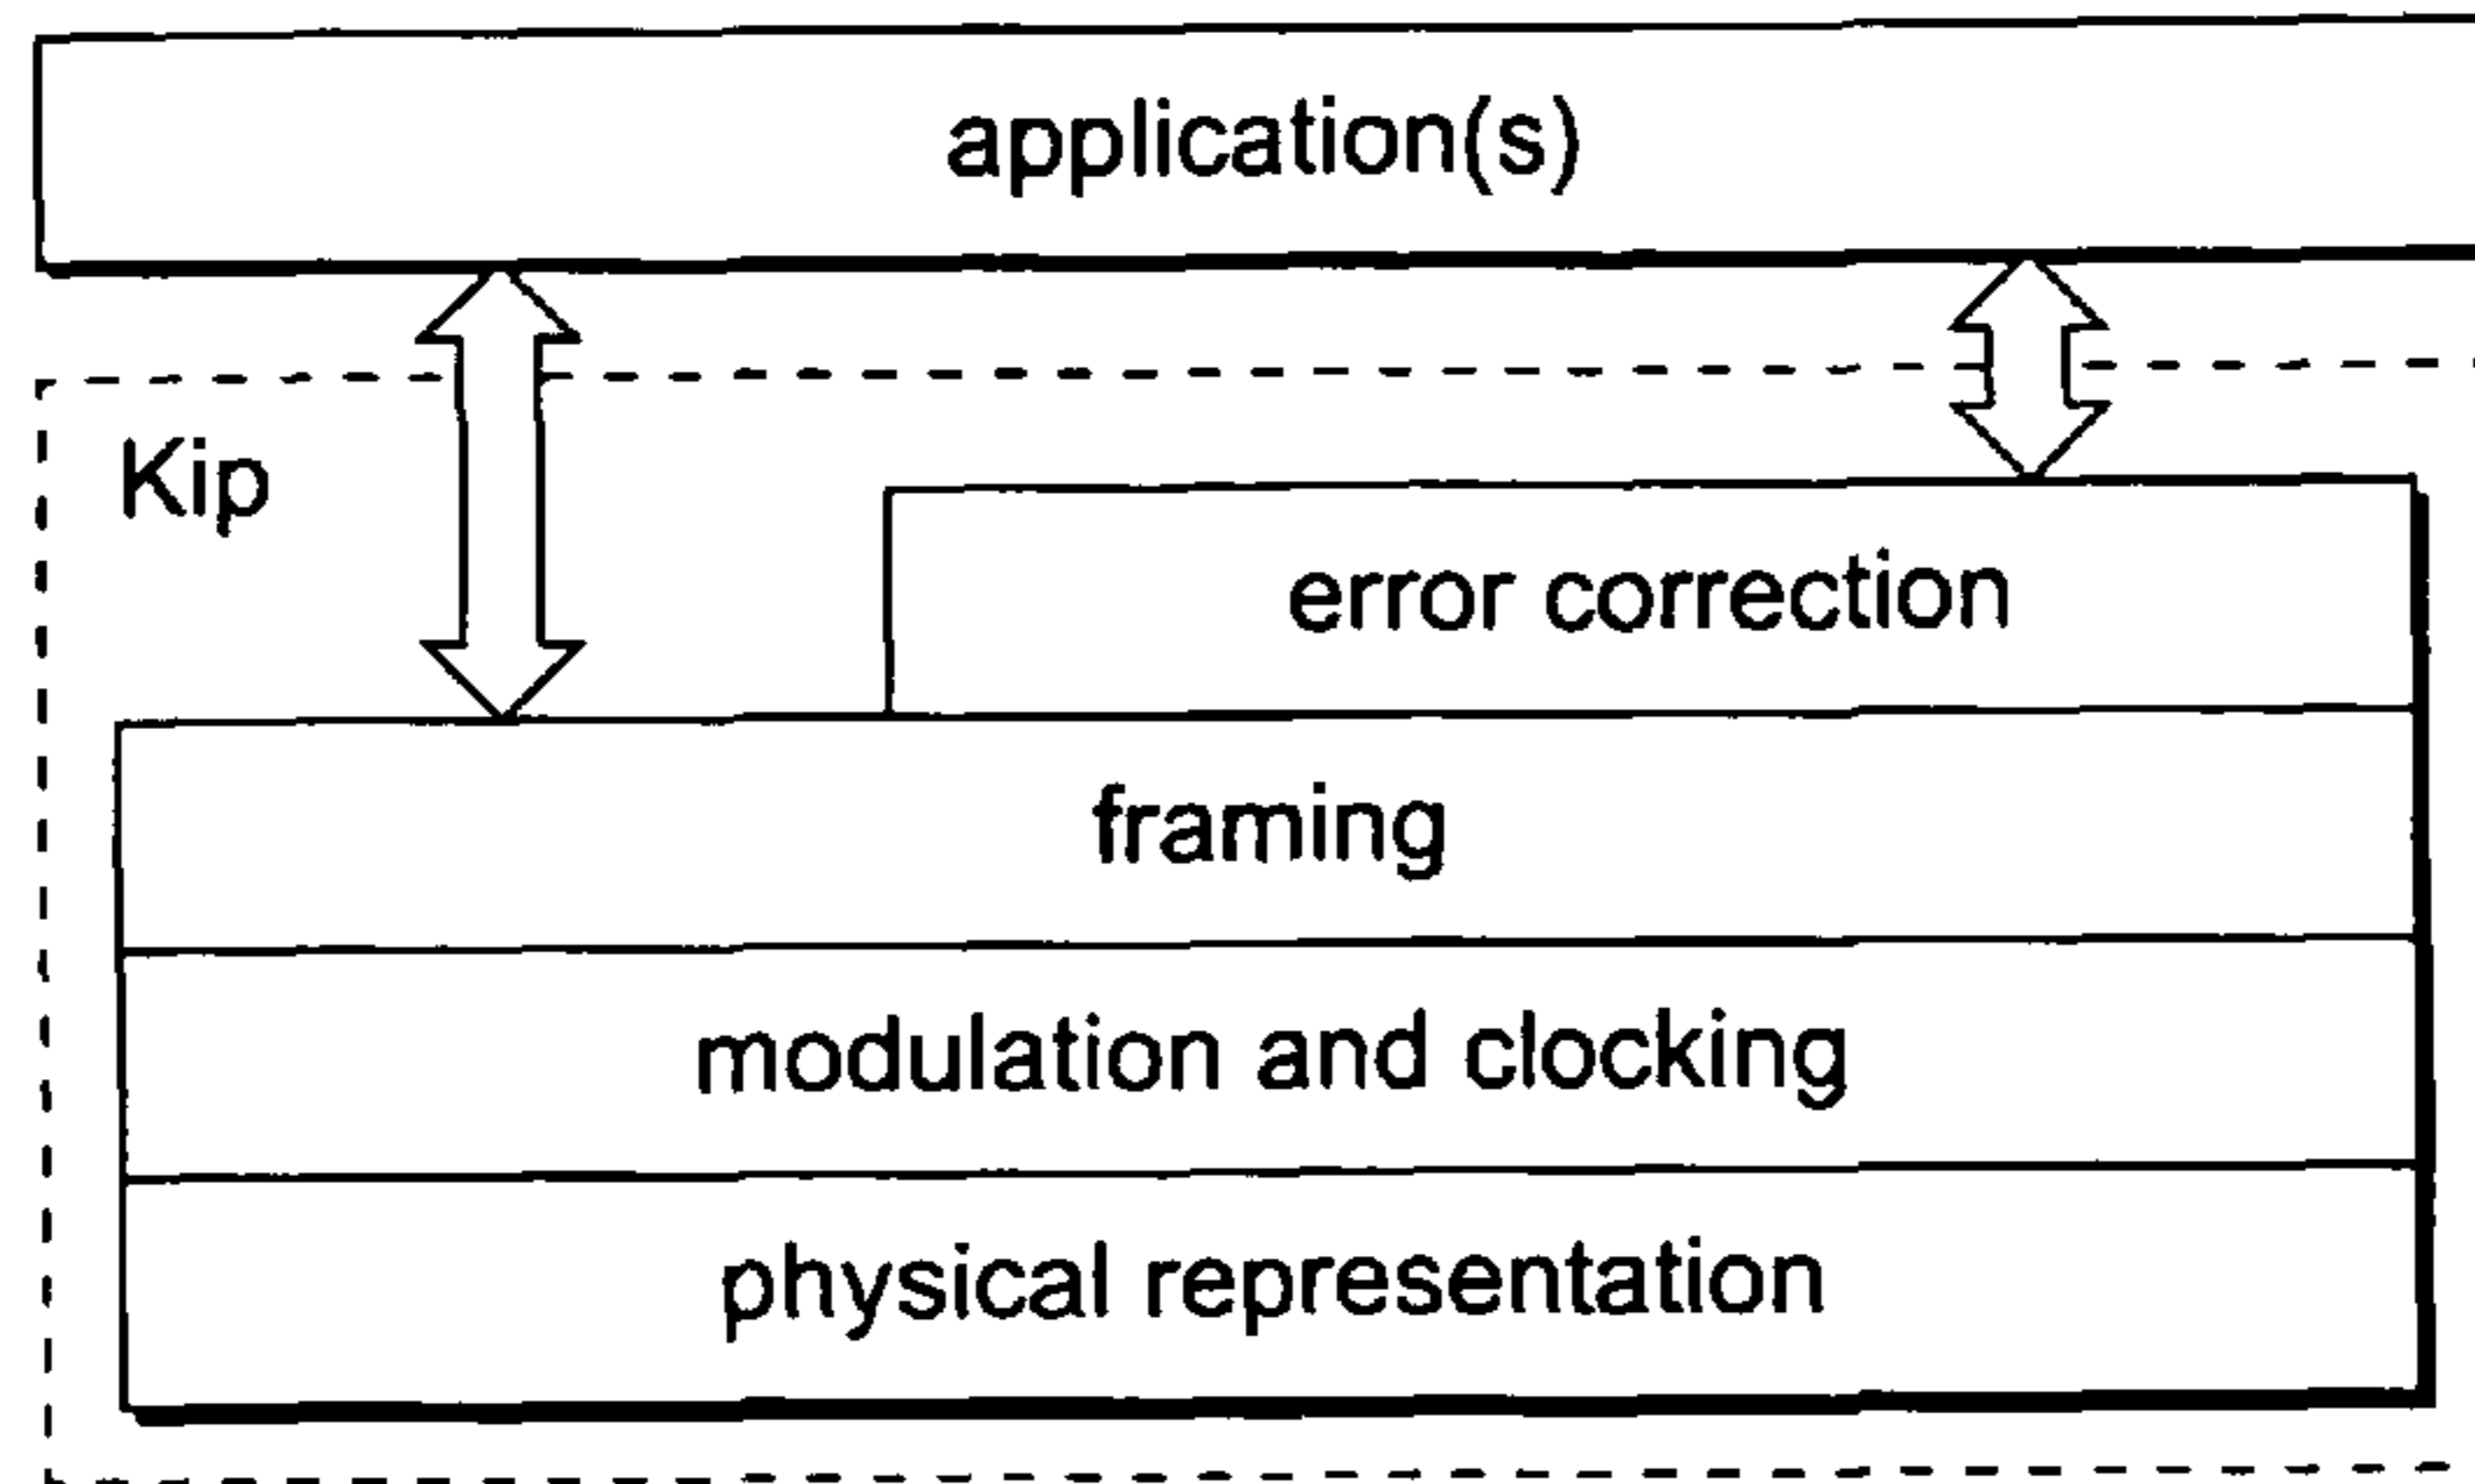 application(s)
Kip
error correction
framing
modulation and clocking
physical representation